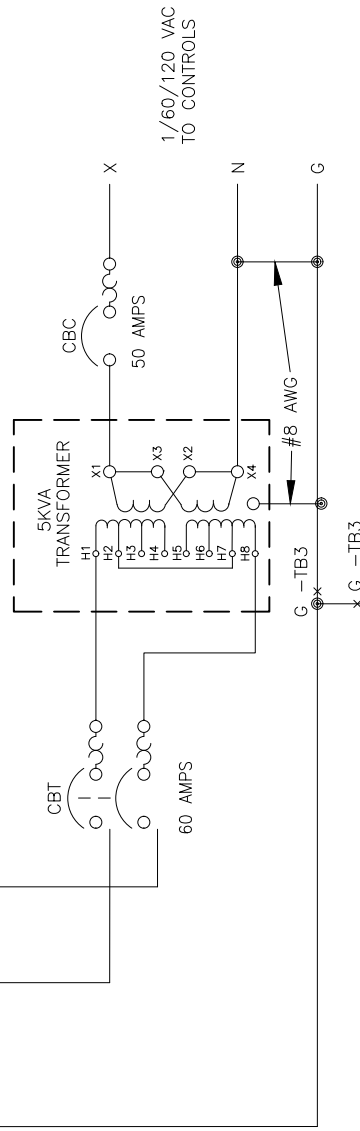 1/60/120 VAC
TO CONTROLS
X
N
G
CBC
50 AMPS
5KVA
TRANSFORMER
X1
X3
X2
X4
H1
H2
H3
H4
H5
H6
H7
H8
#8 AWG
CBT
60 AMPS
G -TB3
G -TB3